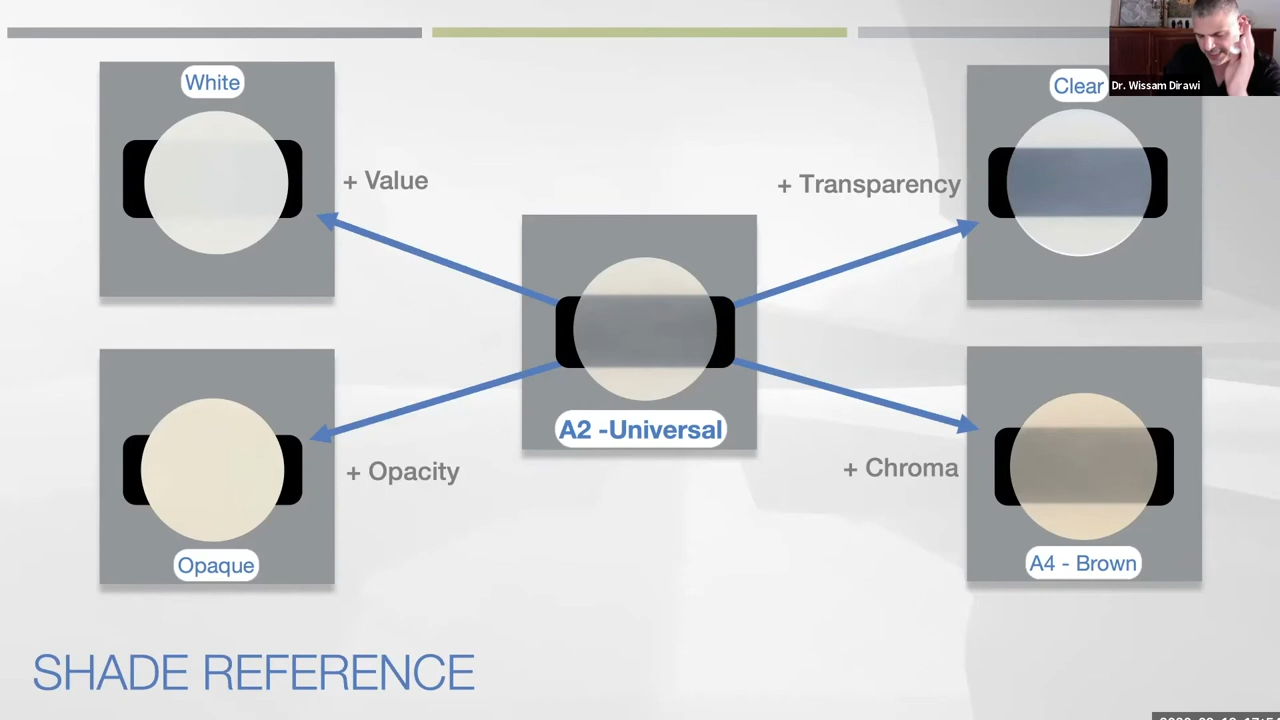 White
Clear
Dr. Wissam Dirawi
+ Value
+ Transparency
A2 -Universal
+ Opacity
+ Chroma
Opaque
A4 - Brown
SHADE REFERENCE